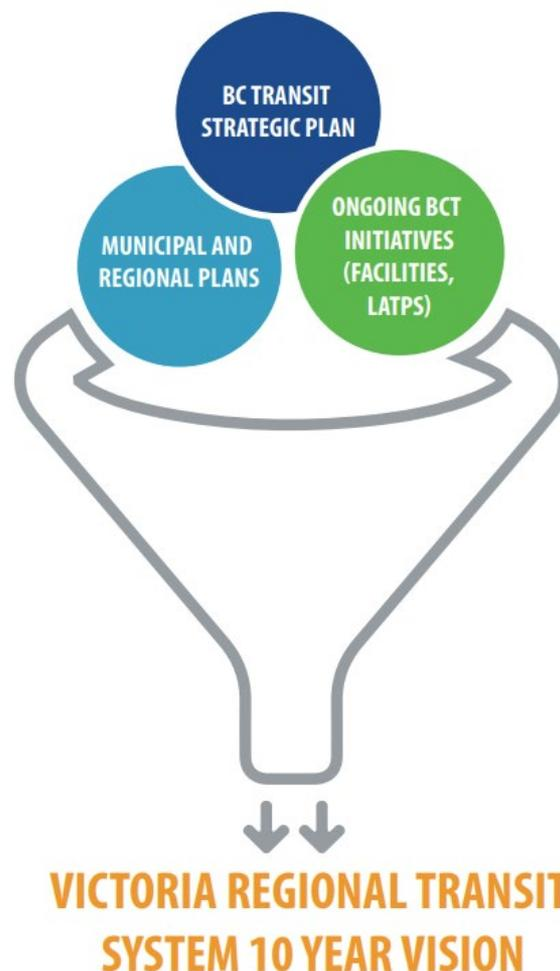 BC TRANSIT
STRATEGIC PLAN
MUNICIPAL AND
REGIONAL PLANS
ONGOING BCT
INITIATIVES
(FACILITIES,
LATPS)
VICTORIA REGIONAL TRANSIT
SYSTEM 10 YEAR VISION